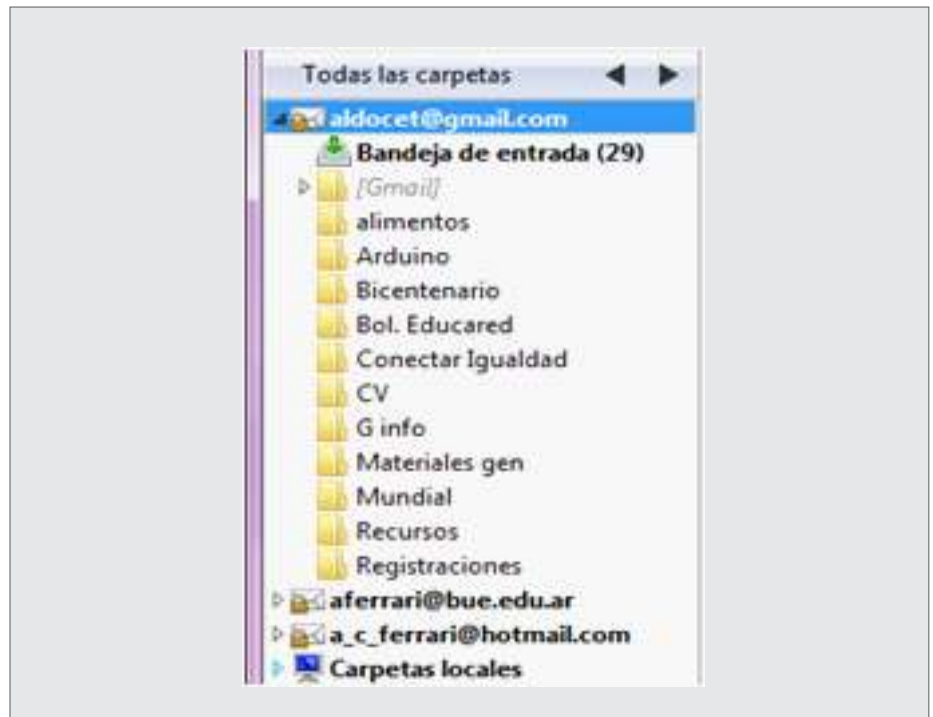 Todas las carpetas
aldocet@gmail.com
Bandeja de entrada (29)
[Gmail]
alimentos
Arduino
Bicentenario
Bol. Educared
Conectar Igualdad
CV
G info
Materiales gen
Mundial
Recursos
Registraciones
aferrari@bue.edu.ar
a_c_ferrari@hotmail.com
Carpetas locales